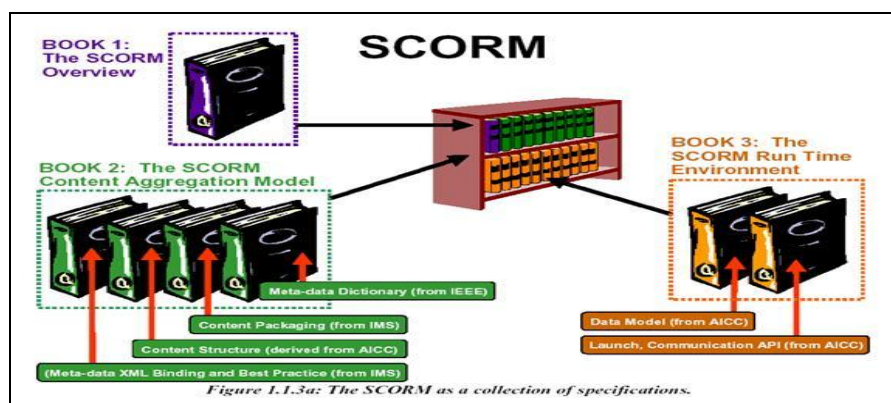 SCORM
BOOK 1:
The SCORM
Overview
BOOK 2: The SCORM
Content Aggregation Model
BOOK 3: The
SCORM Run Time
Environment
Meta-data Dictionary (from IEEE)
Content Packaging (from IMS)
Content Structure (derived from AICC)
(Meta-data XML Binding and Best Practice (from IMS)
Data Model (from AICC)
Launch, Communication API (from AICC)
Figure 1.1.3a: The SCORM as a collection of specifications.